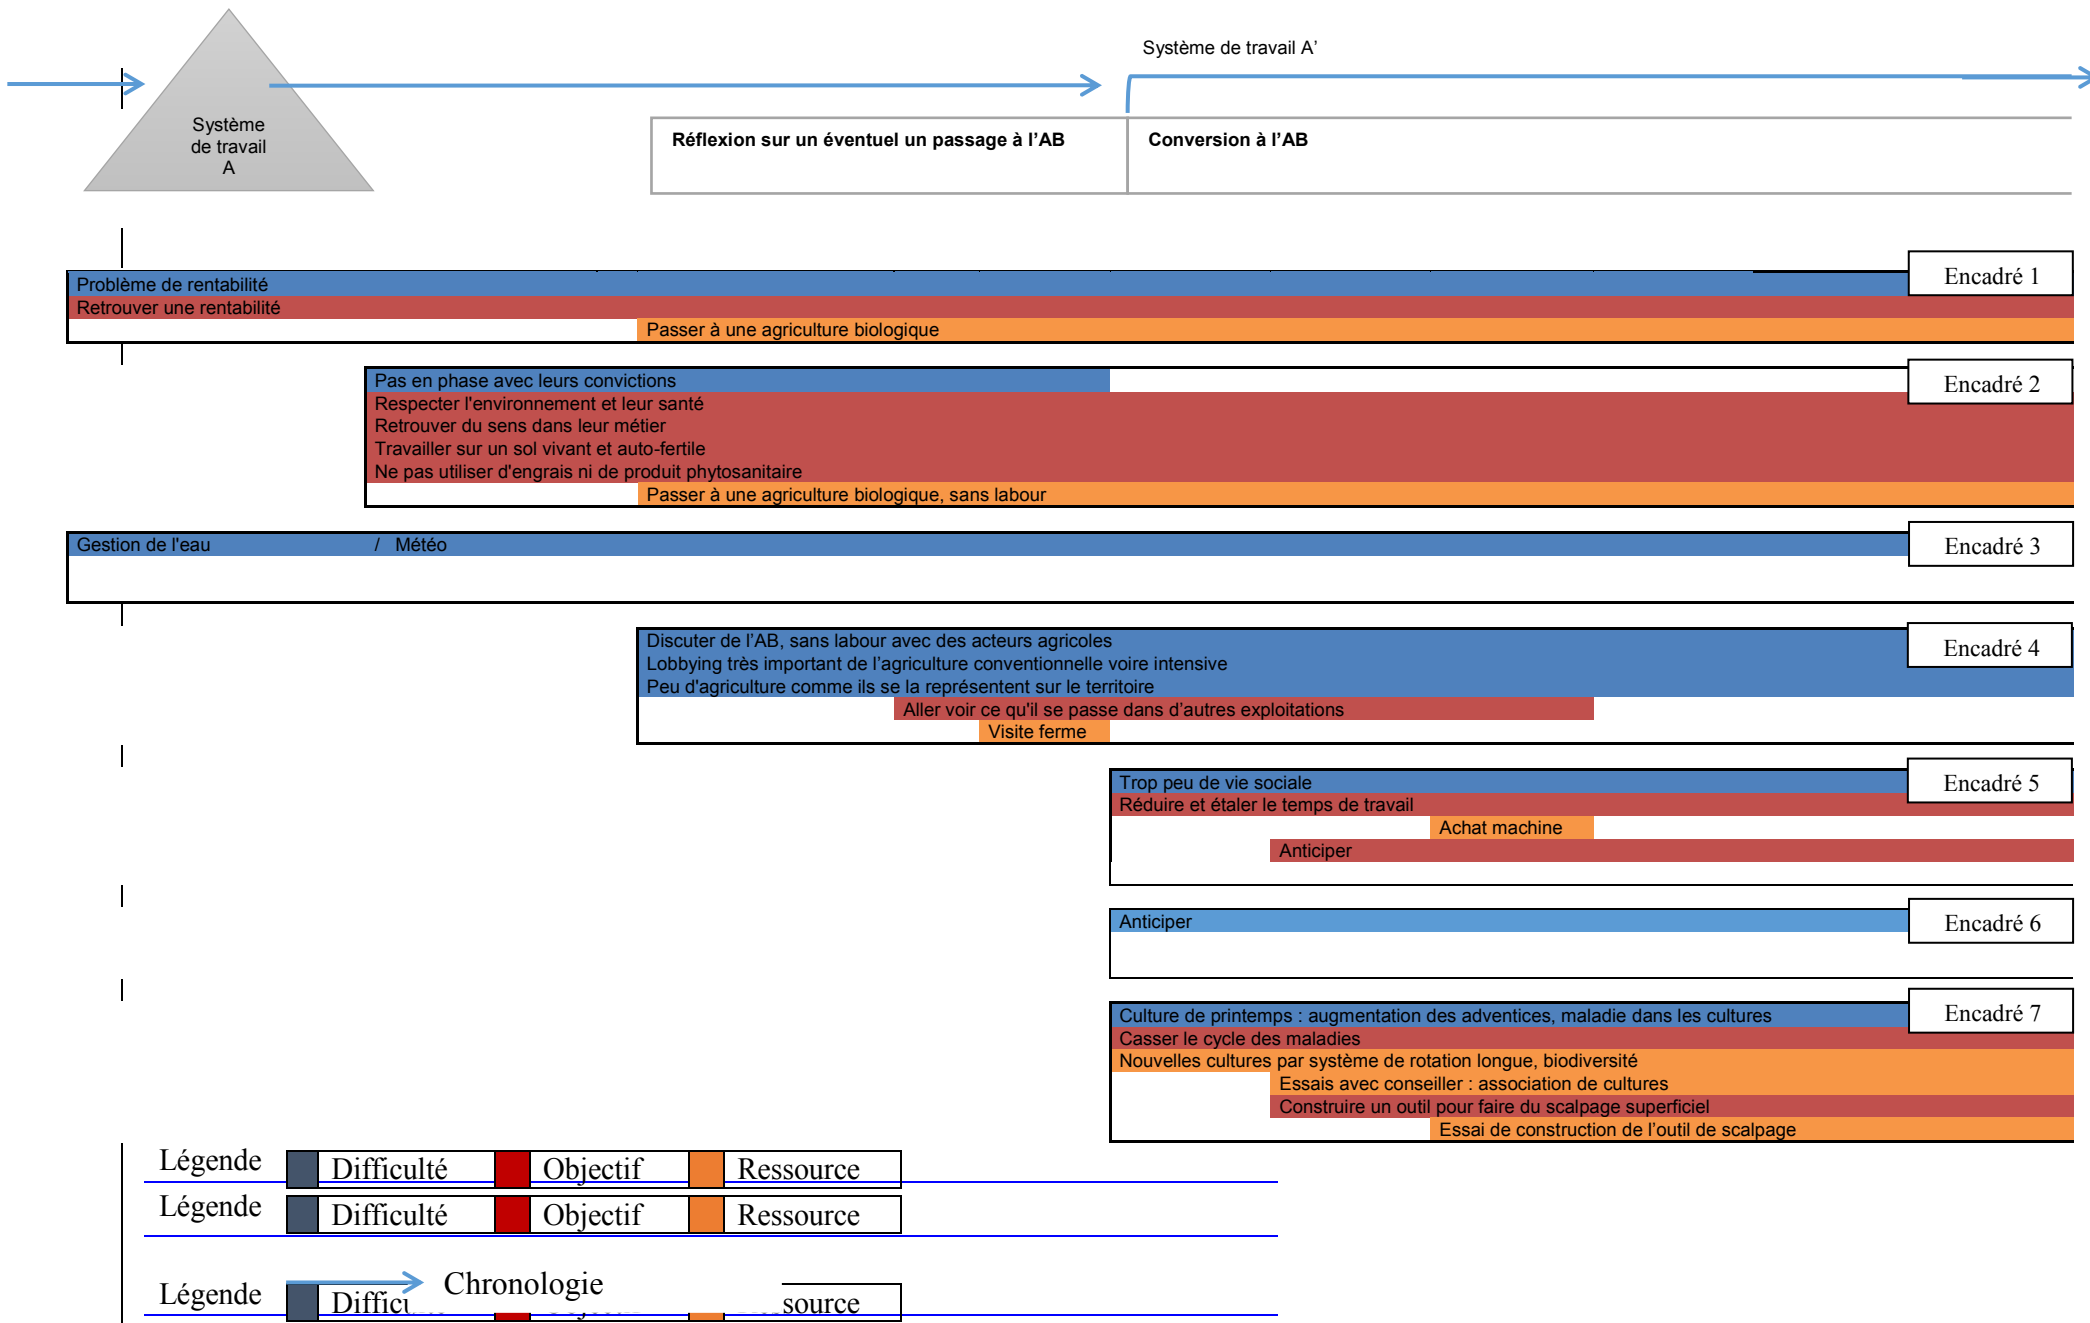 Système de travail A'
Système
de travail
A
Réflexion sur un éventuel un passage à l'AB
Conversion à l'AB
Encadré 1
Problème de rentabilité
Retrouver une rentabilité
Passer à une agriculture biologique
Encadré 2
Pas en phase avec leurs convictions
Respecter l'environnement et leur santé
Retrouver du sens dans leur métier
Travailler sur un sol vivant et auto-fertile
Ne pas utiliser d'engrais ni de produit phytosanitaire
Passer à une agriculture biologique, sans labour
Encadré 3
Gestion de l'eau / Météo
Encadré 4
Discuter de l'AB, sans labour avec des acteurs agricoles
Lobbying très important de l'agriculture conventionnelle voire intensive
Peu d'agriculture comme ils se la représentent sur le territoire
Aller voir ce qu'il se passe dans d'autres exploitations
Visite ferme
Encadré 5
Trop peu de vie sociale
Réduire et étaler le temps de travail
Achat machine
Anticiper
Encadré 6
Anticiper
Encadré 7
Culture de printemps : augmentation des adventices, maladie dans les cultures
Casser le cycle des maladies
Nouvelles cultures par système de rotation longue, biodiversité
Essais avec conseiller : association de cultures
Construire un outil pour faire du scalpage superficiel
Essai de construction de l'outil de scalpage
Légende Difficulté Objectif Ressource
Légende Difficulté Objectif Ressource
Chronologie
Légende